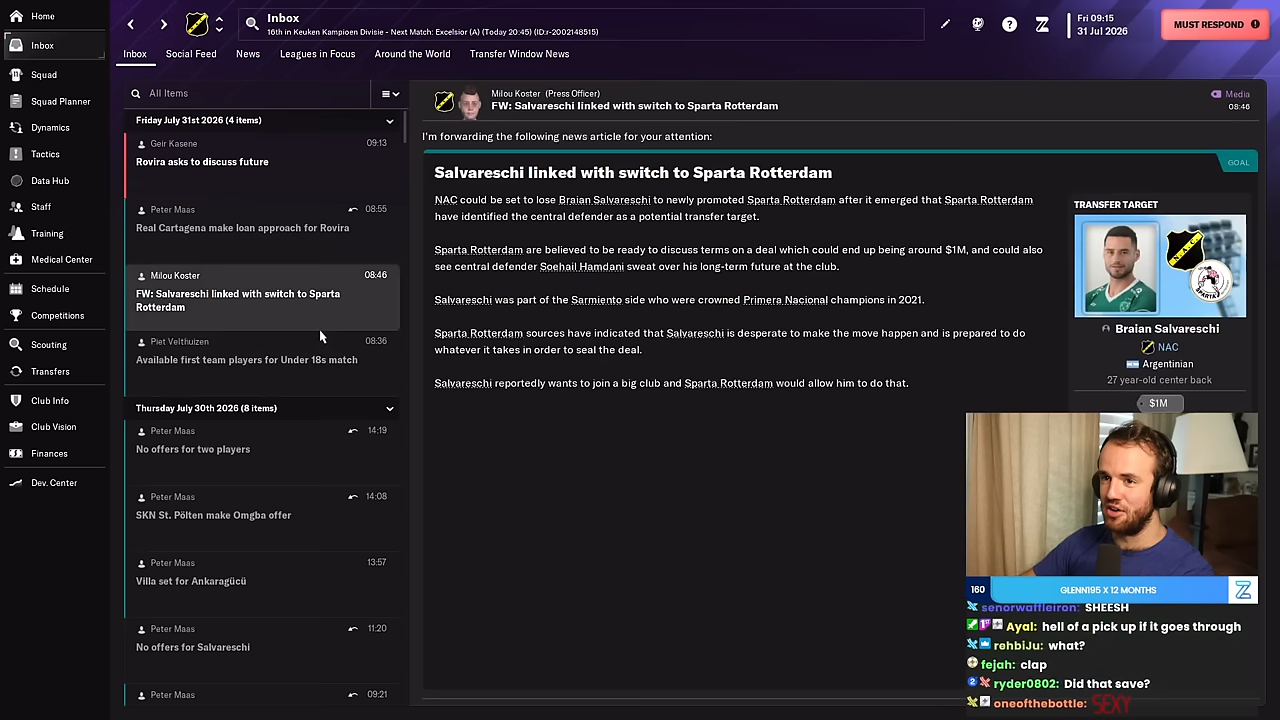 Home
Inbox
Squad
Squad Planner
Dynamics
Tactics
Data Hub
Staff
Training
Medical Center
Schedule
Competitions
Scouting
Transfers
Club Info
Club Vision
Finances
Dev. Center
Inbox
16th in Keuken Kampioen Divisie - Next Match: Excelsior (A) (Today 20:45) (ID:r-2002148515)
Fri 09:15
31 Jul 2026
MUST RESPOND
Inbox Social Feed News Leagues in Focus Around the World Transfer Window News
All Items
Friday July 31st 2026 (4 items)
Geir Kasene 09:13
Rovira asks to discuss future
Peter Maas 08:55
Real Cartagena make loan approach for Rovira
Milou Koster 08:46
FW: Salvareschi linked with switch to Sparta
Rotterdam
Piet Velthuizen 08:36
Available first team players for Under 18s match
Thursday July 30th 2026 (8 items)
Peter Maas 14:19
No offers for two players
Peter Maas 14:08
SKN St. Pölten make Omgba offer
Peter Maas 13:57
Villa set for Ankaragücü
Peter Maas 11:20
No offers for Salvareschi
Peter Maas 09:21
Milou Koster (Press Officer)
FW: Salvareschi linked with switch to Sparta Rotterdam
Media
08:46
I'm forwarding the following news article for your attention:
GOAL
Salvareschi linked with switch to Sparta Rotterdam
NAC could be set to lose Braian Salvareschi to newly promoted Sparta Rotterdam after it emerged that Sparta Rotterdam
have identified the central defender as a potential transfer target.
Sparta Rotterdam are believed to be ready to discuss terms on a deal which could end up being around $1M, and could also
see central defender Soehail Hamdani sweat over his long-term future at the club.
Salvareschi was part of the Sarmiento side who were crowned Primera Nacional champions in 2021.
Sparta Rotterdam sources have indicated that Salvareschi is desperate to make the move happen and is prepared to do
whatever it takes in order to seal the deal.
Salvareschi reportedly wants to join a big club and Sparta Rotterdam would allow him to do that.
TRANSFER TARGET
Braian Salvareschi
NAC
Argentinian
27 year-old center back
$1M
160 GLENN195 X 12 MONTHS
senorwaffleiron: SHEESH
Ayal: hell of a pick up if it goes through
rehbiJu: what?
fejah: clap
ryder0802: Did that save?
oneofthebottle: SEXY